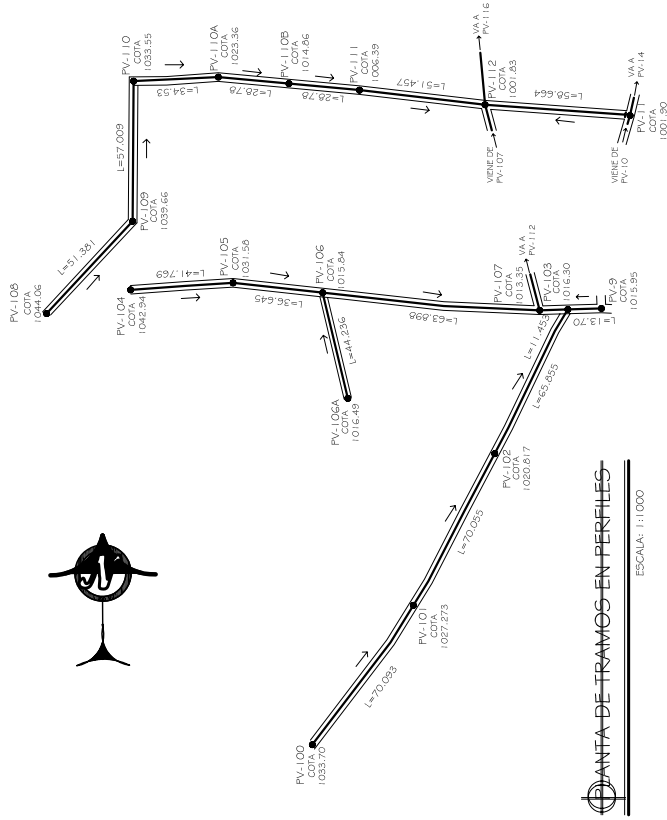 PV-108
1044.06
L=51.381
PV-109
COTA
1039.66
L=57.009
PV-110
COTA
1033.55
L=34.53
PV-110A
COTA
1023.36
L=28.78
PV-110B
COTA
1014.86
L=28.78
PV-111
COTA
1006.39
L=51.457
PV-112
COTA
1001.83
VA A
PV-116
VIENE DE
PV-107
L=58.664
VA A
PV-14
VIENE DE
PV-10
COTA
1001.90
PV-104
COTA
1042.94
L=41.769
PV-105
COTA
1031.58
L=36.645
PV-106
COTA
1015.84
L=44.236
PV-106A
COTA
1016.49
L=63.898
PV-107
COTA
1013.35
VA A
PV-112
L=11.453
PV-103
COTA
1016.30
L=13.70
PV-9
COTA
1015.95
L=65.855
PV-102
COTA
1020.817
L=70.055
PV-101
COTA
1027.273
L=70.093
PV-100
COTA
1033.70
N
PLANTA DE TRAMOS EN PERFILES
ESCALA: 1:1000